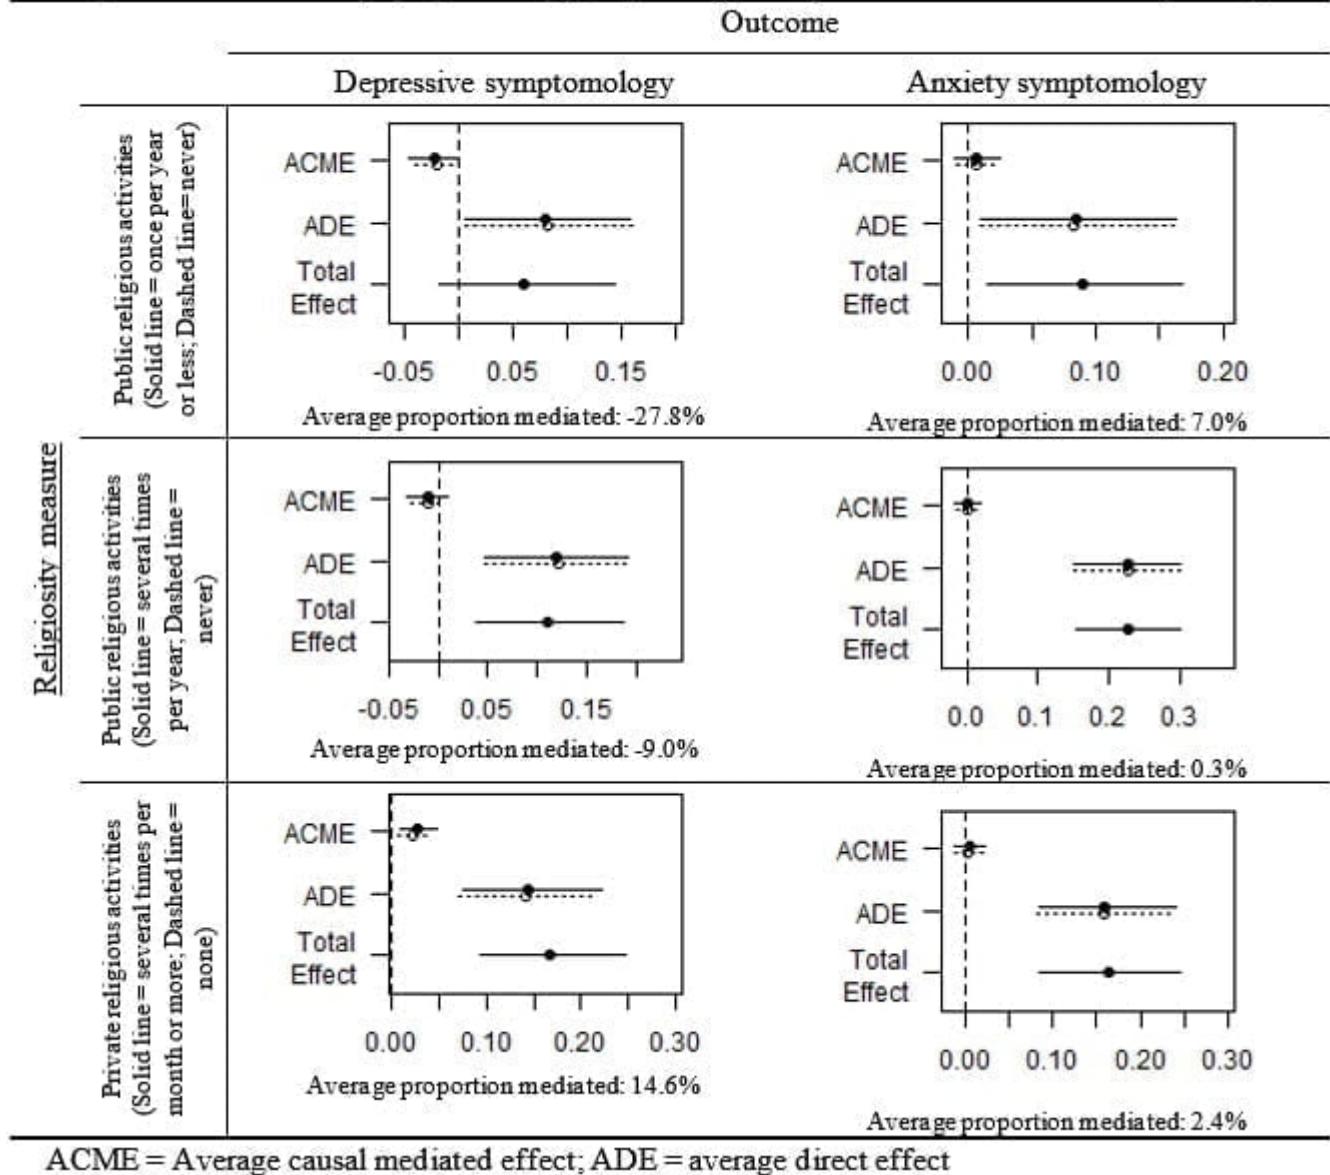 Outcome
Depressive symptomology
Anxiety symptomology
Religiosity measure
Public religious activities
(Solid line = once per year
or less; Dashed line = never)
ACME
ADE
Total
Effect
-0.05 0.05 0.15
Average proportion mediated: -27.8%
ACME
ADE
Total
Effect
0.00 0.10 0.20
Average proportion mediated: 7.0%
Public religious activities
(Solid line = several times
per year; Dashed line =
never)
ACME
ADE
Total
Effect
-0.05 0.05 0.15
Average proportion mediated: -9.0%
ACME
ADE
Total
Effect
0.0 0.1 0.2 0.3
Average proportion mediated: 0.3%
Private religious activities
(Solid line = several times per
month or more; Dashed line =
none)
ACME
ADE
Total
Effect
0.00 0.10 0.20 0.30
Average proportion mediated: 14.6%
ACME
ADE
Total
Effect
0.00 0.10 0.20 0.30
Average proportion mediated: 2.4%
ACME = Average causal mediated effect; ADE = average direct effect